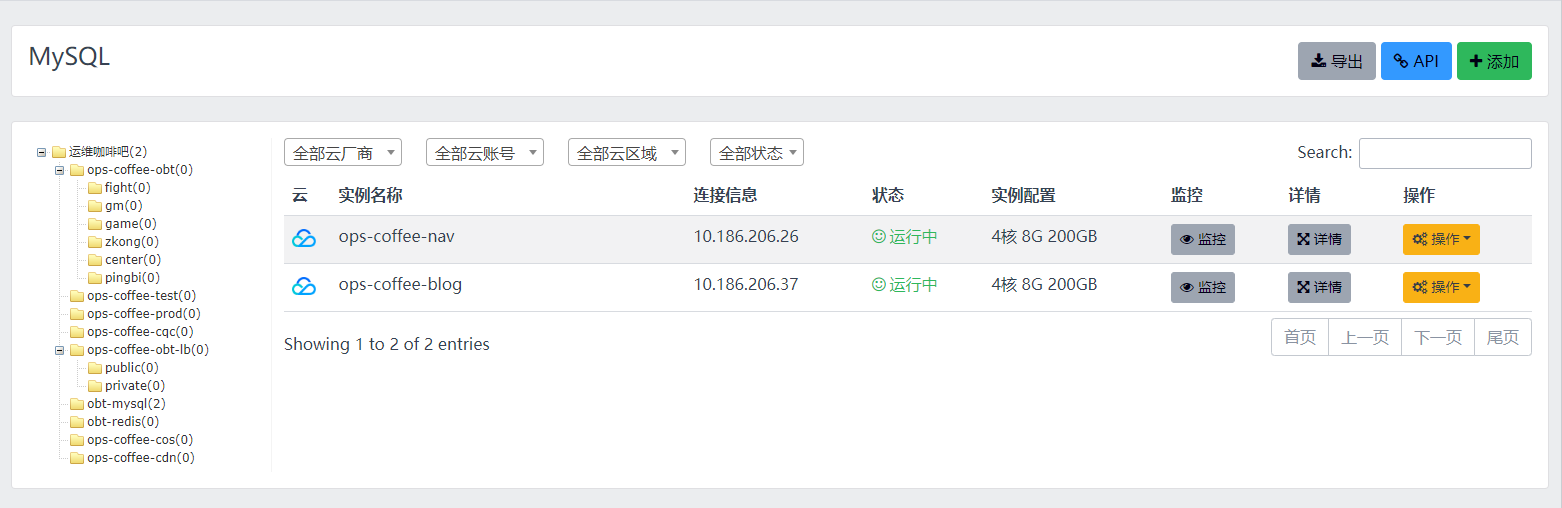 MySQL
导出 API 添加
运维咖啡吧(2)
ops-coffee-obt(0)
fight(0)
gm(0)
game(0)
zkong(0)
center(0)
pingbi(0)
ops-coffee-test(0)
ops-coffee-prod(0)
ops-coffee-cqc(0)
ops-coffee-obt-lb(0)
public(0)
private(0)
obt-mysql(2)
obt-redis(0)
ops-coffee-cos(0)
ops-coffee-cdn(0)
全部云厂商 全部云账号 全部云区域 全部状态 Search:
云 实例名称 连接信息 状态 实例配置 监控 详情 操作
ops-coffee-nav 10.186.206.26 运行中 4核 8G 200GB 监控 详情 操作
ops-coffee-blog 10.186.206.37 运行中 4核 8G 200GB 监控 详情 操作
Showing 1 to 2 of 2 entries 首页 上一页 下一页 尾页